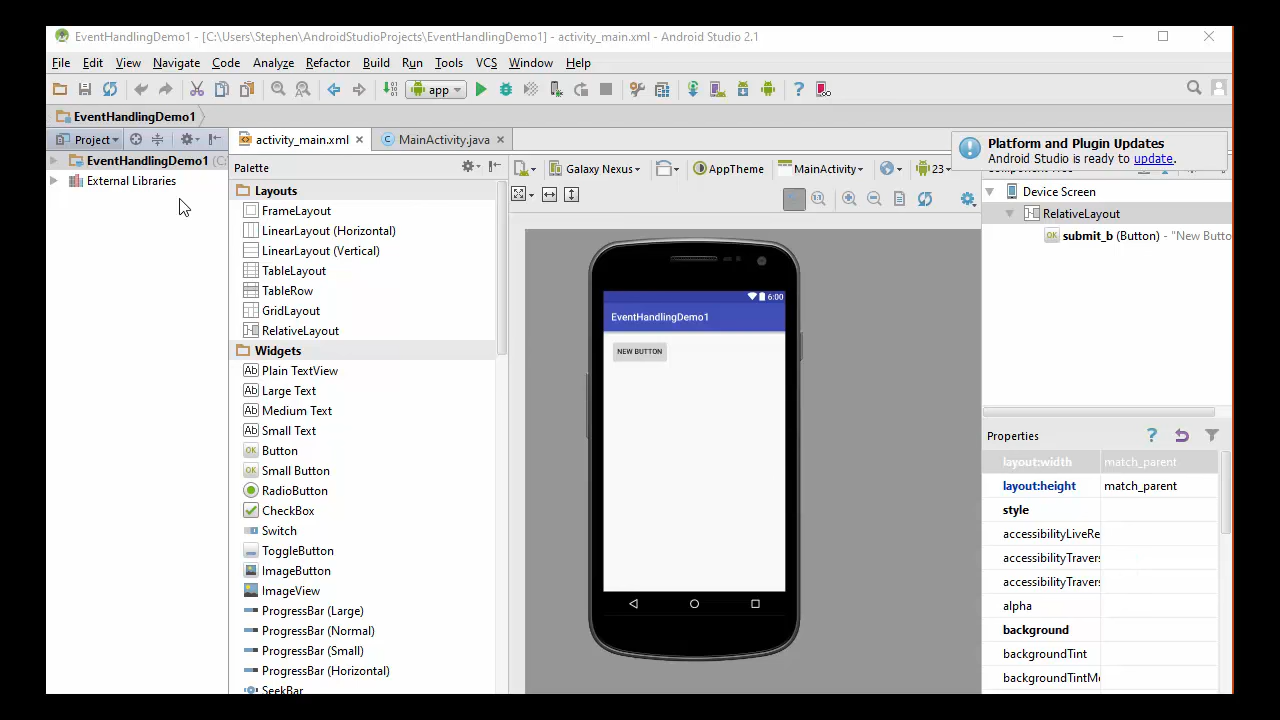 EventHandlingDemo1 - [C:\Users\Stephen\AndroidStudioProjects\EventHandlingDemo1] - activity_main.xml - Android Studio 2.1
File Edit View Navigate Code Analyze Refactor Build Run Tools VCS Window Help
app
EventHandlingDemo1
Project
activity_main.xml
MainActivity.java
Platform and Plugin Updates
Android Studio is ready to update.
EventHandlingDemo1 (C:
External Libraries
Palette
Layouts
FrameLayout
LinearLayout (Horizontal)
LinearLayout (Vertical)
TableLayout
TableRow
GridLayout
RelativeLayout
Widgets
Plain TextView
Large Text
Medium Text
Small Text
Button
Small Button
RadioButton
CheckBox
Switch
ToggleButton
ImageButton
ImageView
ProgressBar (Large)
ProgressBar (Normal)
ProgressBar (Small)
ProgressBar (Horizontal)
SeekBar
Galaxy Nexus
AppTheme
MainActivity
23
6:00
EventHandlingDemo1
NEW BUTTON
Device Screen
RelativeLayout
submit_b (Button) - "New Butto
Properties
layout:width match_parent
layout:height match_parent
style
accessibilityLiveRe
accessibilityTravers
accessibilityTravers
alpha
background
backgroundTint
backgroundTintMo